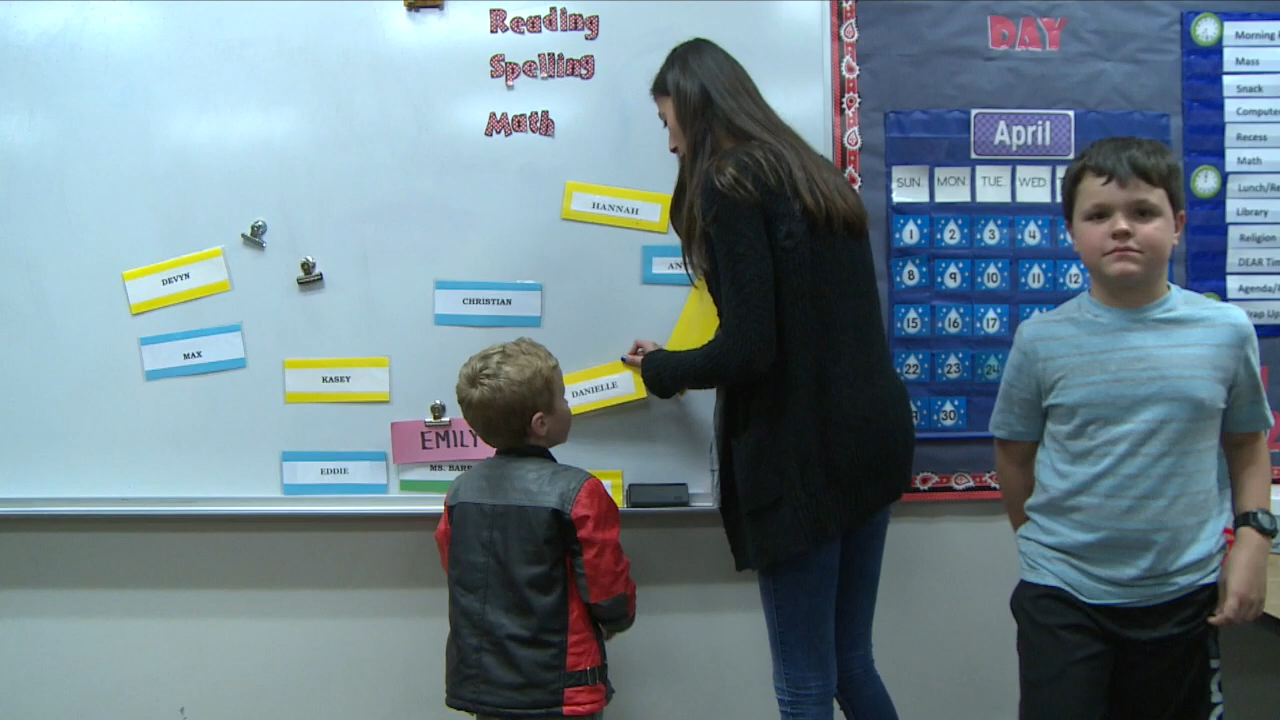 Reading
Spelling
Math
HANNAH
DEVYN
CHRISTIAN
MAX
KASEY
DANIELLE
EMILY
EDDIE
MS.
DAY
April
SUN. MON. TUE. WED.
1 2 3 4
8 9 10 11 12
15 16 17
22 23 24
30
Morning
Mass
Snack
Recess
Math
Library
Religion
DEAR